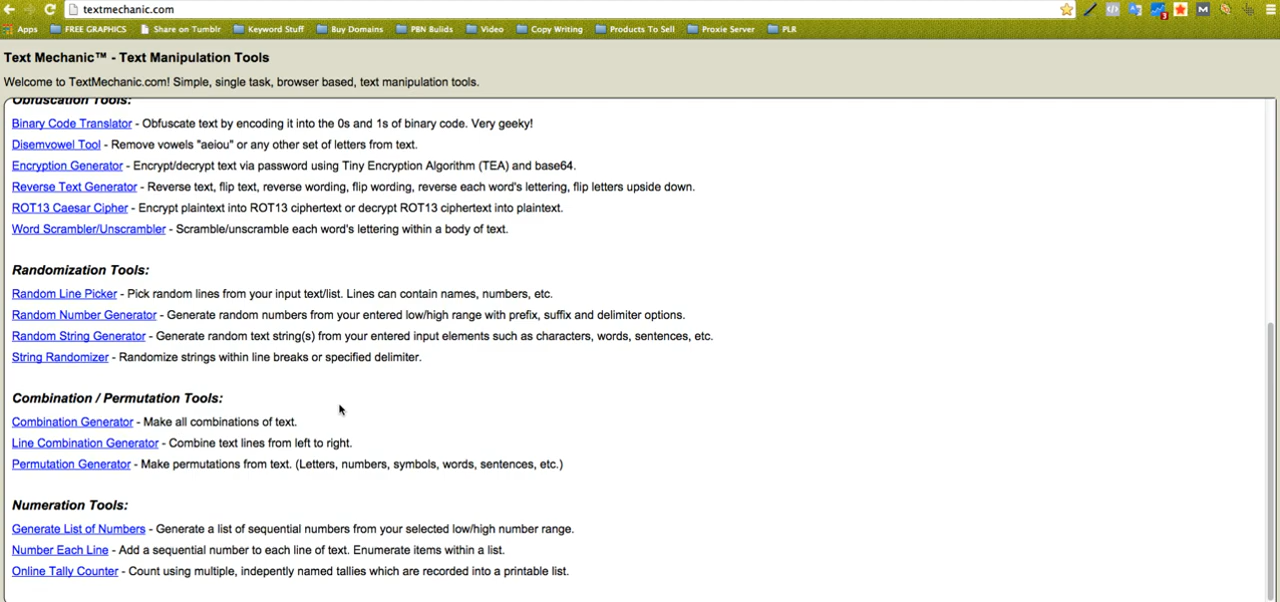 textmechanic.com
Apps FREE GRAPHICS Share on Tumblr Keyword Stuff Buy Domains PBN Builds Video Copy Writing Products To Sell Proxie Server PLR
3 M
Text Mechanic™ - Text Manipulation Tools
Welcome to TextMechanic.com! Simple, single task, browser based, text manipulation tools.
Obfuscation Tools:
Binary Code Translator - Obfuscate text by encoding it into the 0s and 1s of binary code. Very geeky!
Disemvowel Tool - Remove vowels "aeiou" or any other set of letters from text.
Encryption Generator - Encrypt/decrypt text via password using Tiny Encryption Algorithm (TEA) and base64.
Reverse Text Generator - Reverse text, flip text, reverse wording, flip wording, reverse each word's lettering, flip letters upside down.
ROT13 Caesar Cipher - Encrypt plaintext into ROT13 ciphertext or decrypt ROT13 ciphertext into plaintext.
Word Scrambler/Unscrambler - Scramble/unscramble each word's lettering within a body of text.
Randomization Tools:
Random Line Picker - Pick random lines from your input text/list. Lines can contain names, numbers, etc.
Random Number Generator - Generate random numbers from your entered low/high range with prefix, suffix and delimiter options.
Random String Generator - Generate random text string(s) from your entered input elements such as characters, words, sentences, etc.
String Randomizer - Randomize strings within line breaks or specified delimiter.
Combination / Permutation Tools:
Combination Generator - Make all combinations of text.
Line Combination Generator - Combine text lines from left to right.
Permutation Generator - Make permutations from text. (Letters, numbers, symbols, words, sentences, etc.)
Numeration Tools:
Generate List of Numbers - Generate a list of sequential numbers from your selected low/high number range.
Number Each Line - Add a sequential number to each line of text. Enumerate items within a list.
Online Tally Counter - Count using multiple, indepently named tallies which are recorded into a printable list.